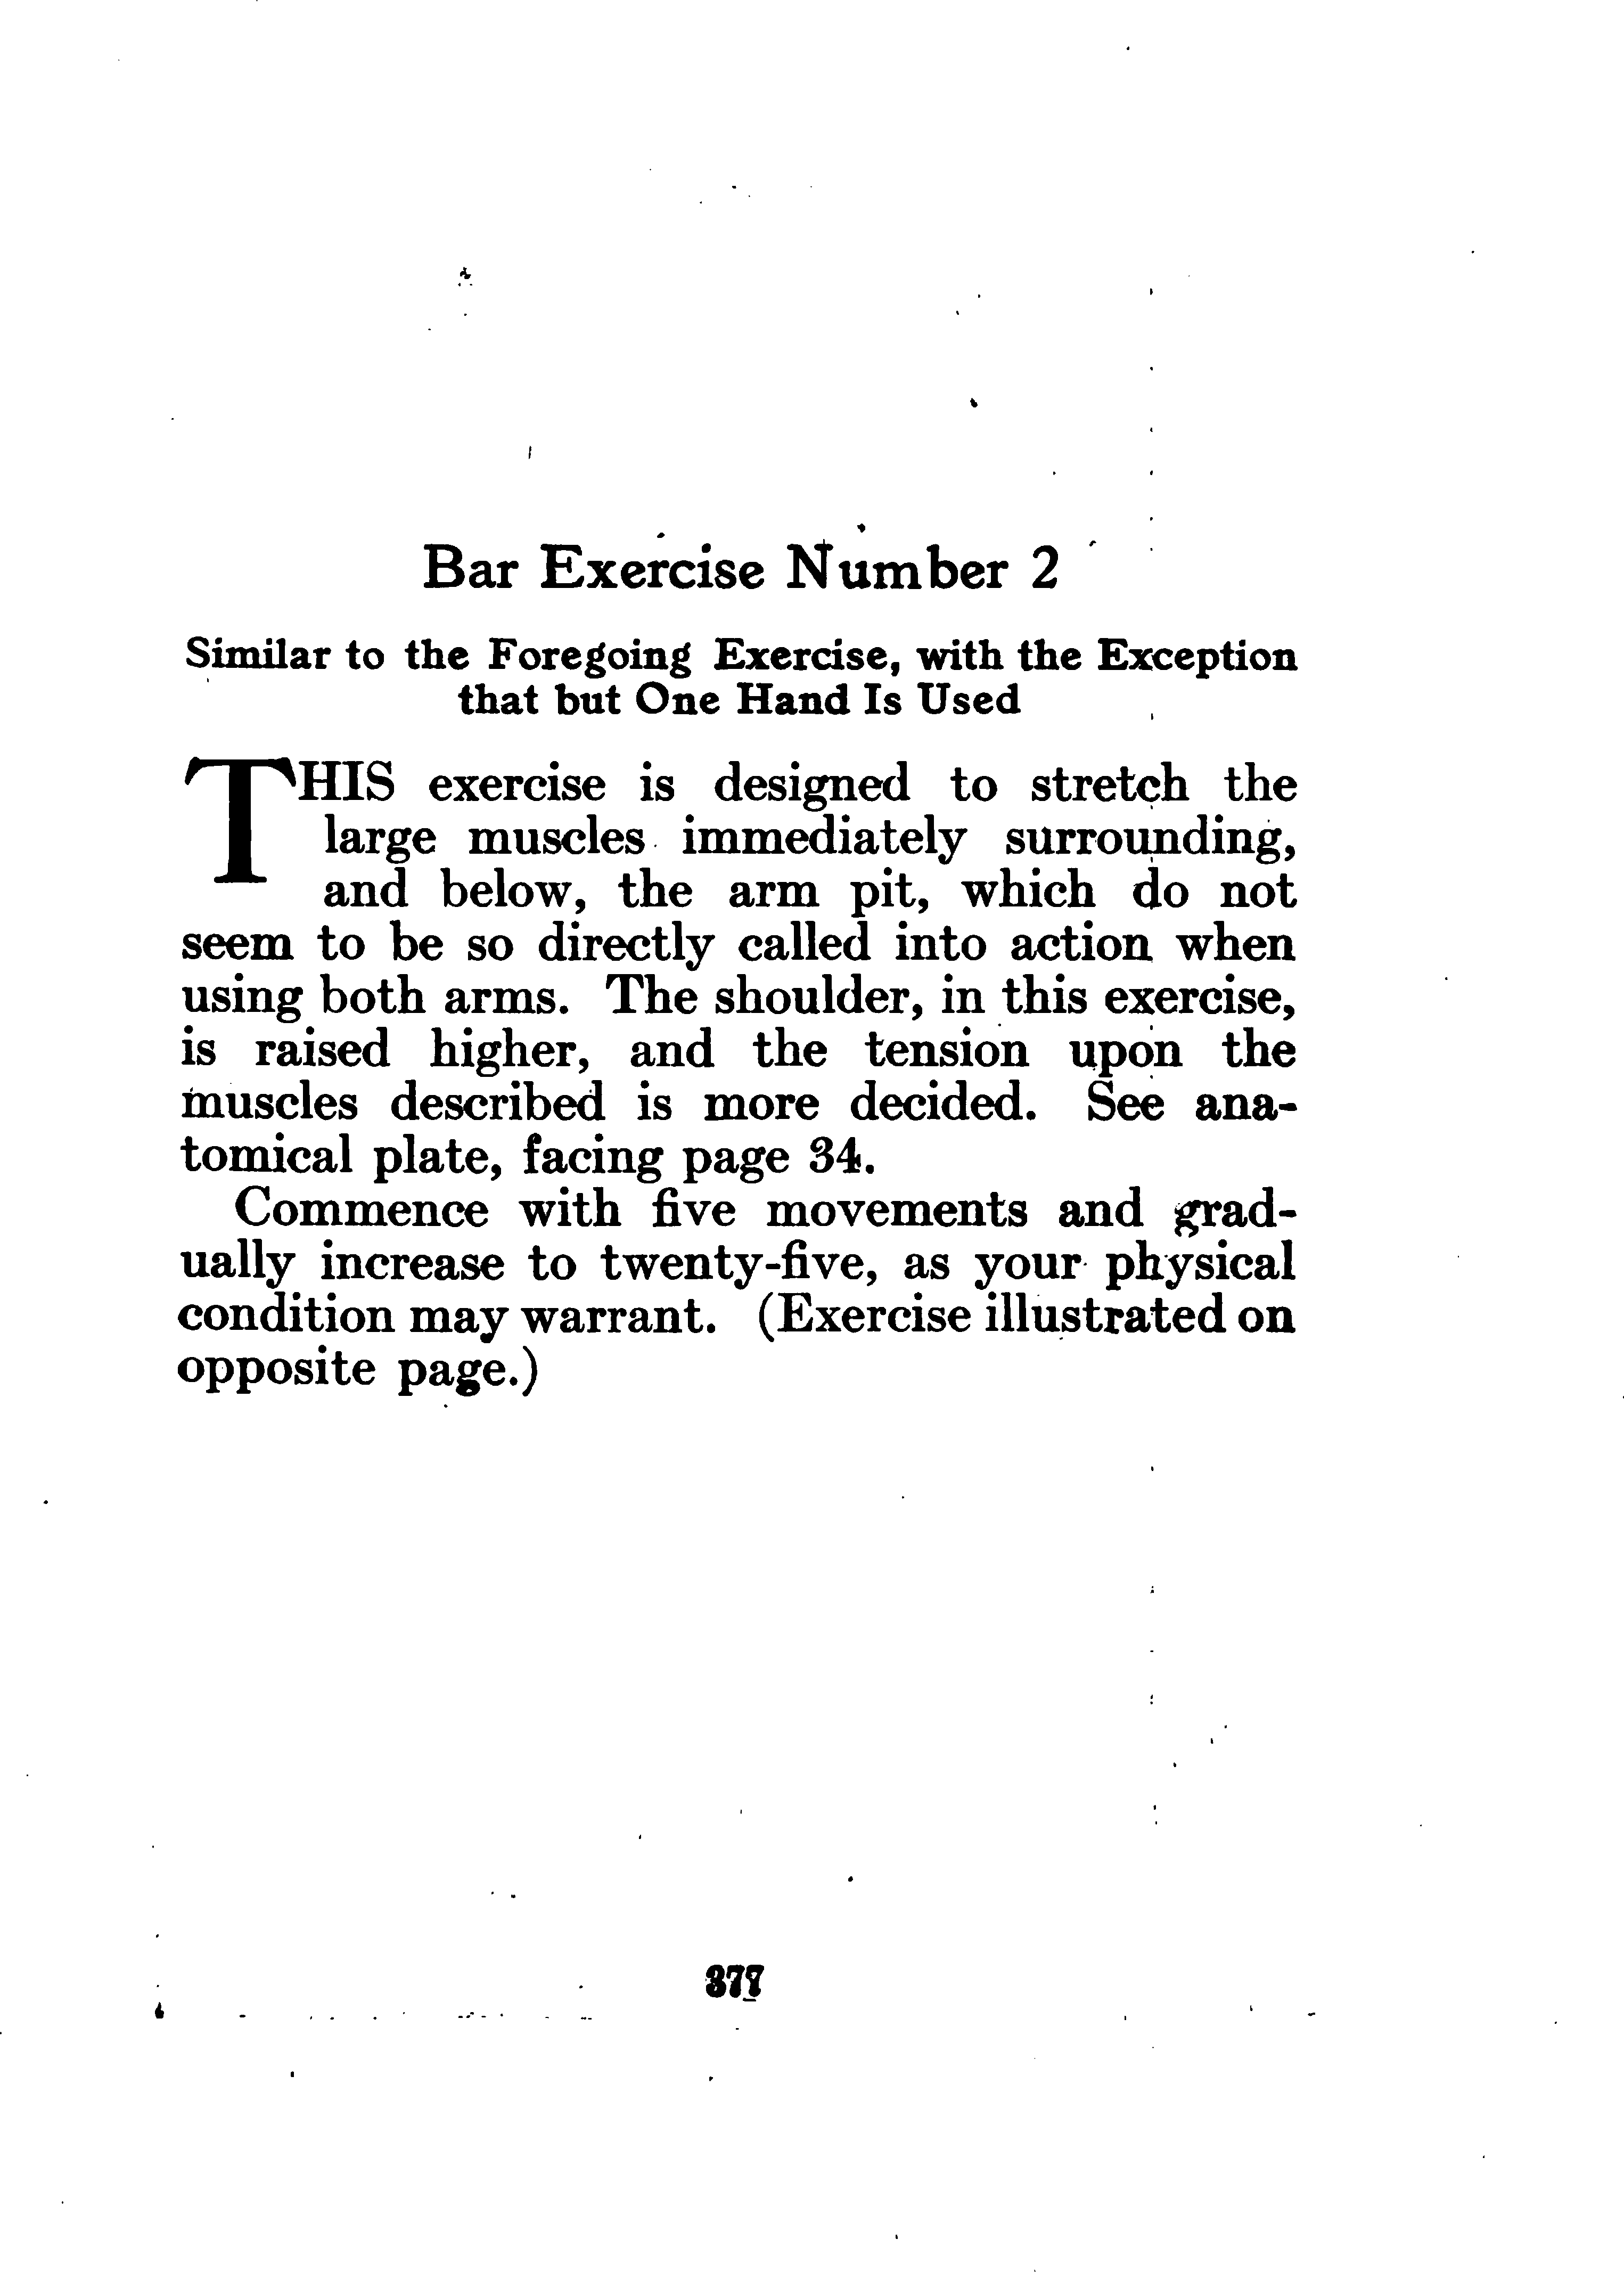 Bar Exercise Number 2
Similar to the Foregoing Exercise, with the Exception
that but One Hand Is Used
THIS exercise is designed to stretch the
large muscles immediately surrounding,
and below, the arm pit, which do not
seem to be so directly called into action when
using both arms. The shoulder, in this exercise,
is raised higher, and the tension upon the
muscles described is more decided. See ana-
tomical plate, facing page 34.
Commence with five movements and grad-
ually increase to twenty-five, as your physical
condition may warrant. (Exercise illustrated on
opposite page.)
377